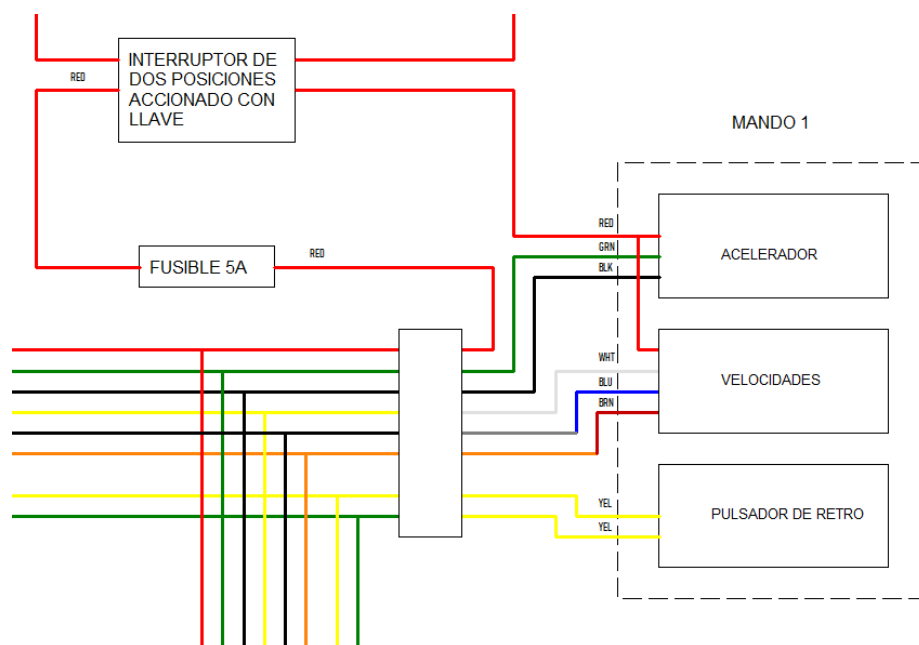 INTERRUPTOR DE
DOS POSICIONES
ACCIONADO CON
LLAVE
RED
MANDO 1
RED
GRN
BLK
ACELERADOR
FUSIBLE 5A
RED
WHT
BLU
BRN
VELOCIDADES
YEL
YEL
PULSADOR DE RETRO